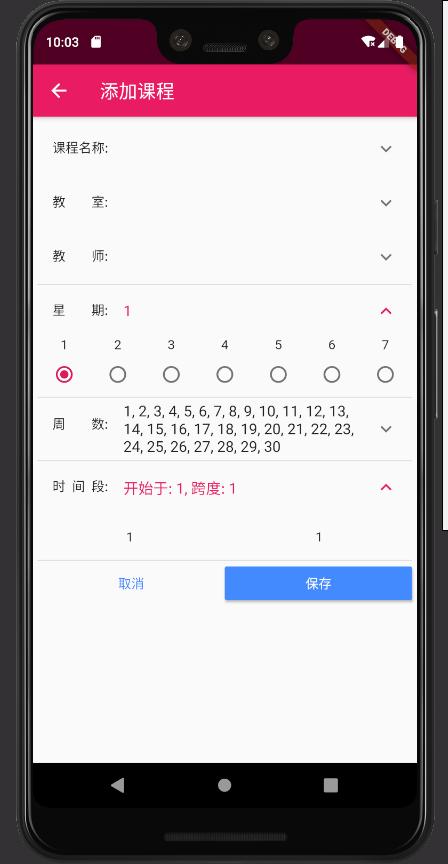 10:03
DEBUG
添加课程
课程名称:
教 室:
教 师:
星 期: 1
1 2 3 4 5 6 7
周 数: 1, 2, 3, 4, 5, 6, 7, 8, 9, 10, 11, 12, 13,
14, 15, 16, 17, 18, 19, 20, 21, 22, 23,
24, 25, 26, 27, 28, 29, 30
时 间 段: 开始于: 1, 跨度: 1
1 1
取消 保存